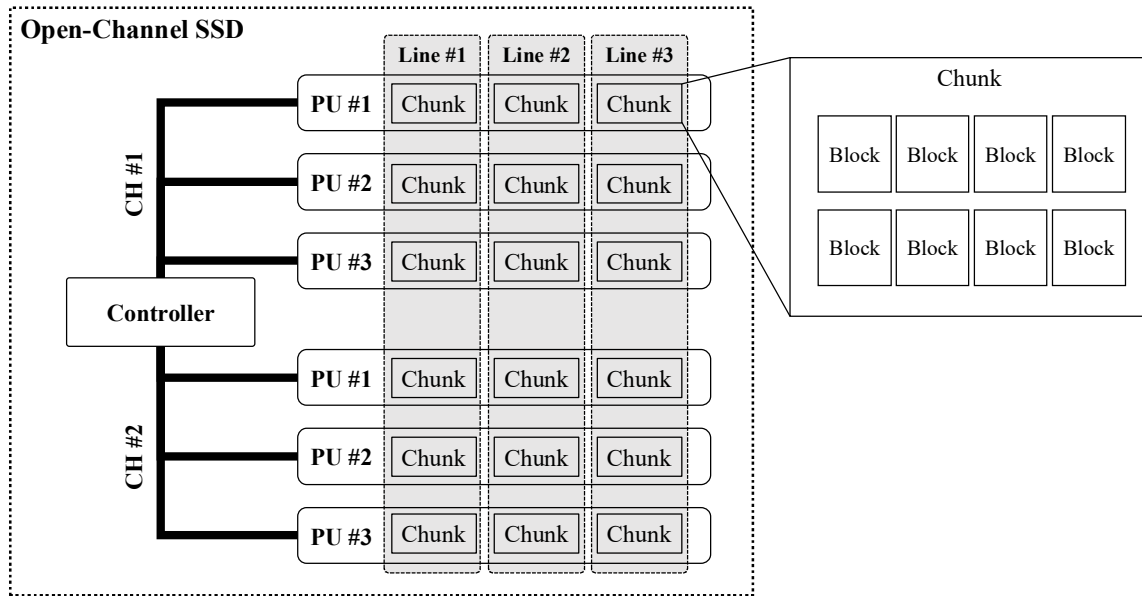 Open-Channel SSD
Line #1 Line #2 Line #3
PU #1 Chunk Chunk Chunk
PU #2 Chunk Chunk Chunk
PU #3 Chunk Chunk Chunk
CH #1
Controller
PU #1 Chunk Chunk Chunk
PU #2 Chunk Chunk Chunk
PU #3 Chunk Chunk Chunk
CH #2
Chunk
Block Block Block Block
Block Block Block Block